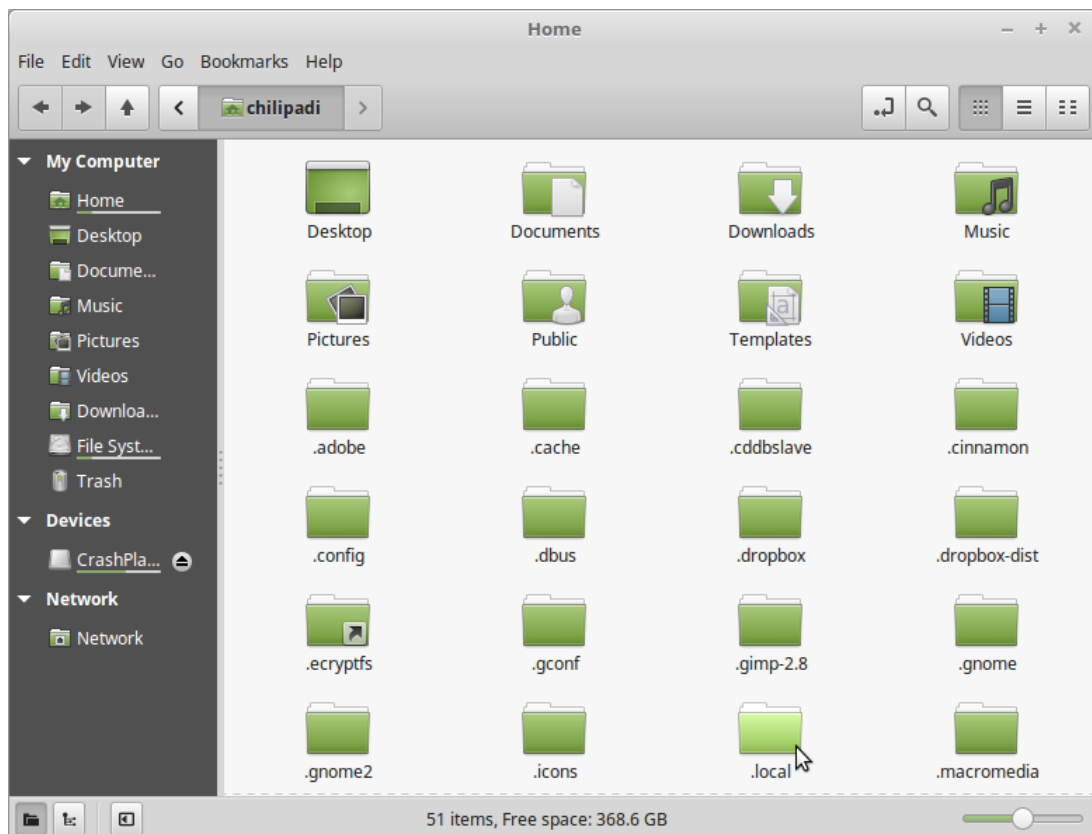 Home
File Edit View Go Bookmarks Help
chilipadi
My Computer
Home
Desktop
Docume...
Music
Pictures
Videos
Downloa...
File Syst...
Trash
Devices
CrashPla...
Network
Network
Desktop Documents Downloads Music
Pictures Public Templates Videos
.adobe .cache .cddbslave .cinnamon
.config .dbus .dropbox .dropbox-dist
.ecryptfs .gconf .gimp-2.8 .gnome
.gnome2 .icons .local .macromedia
51 items, Free space: 368.6 GB